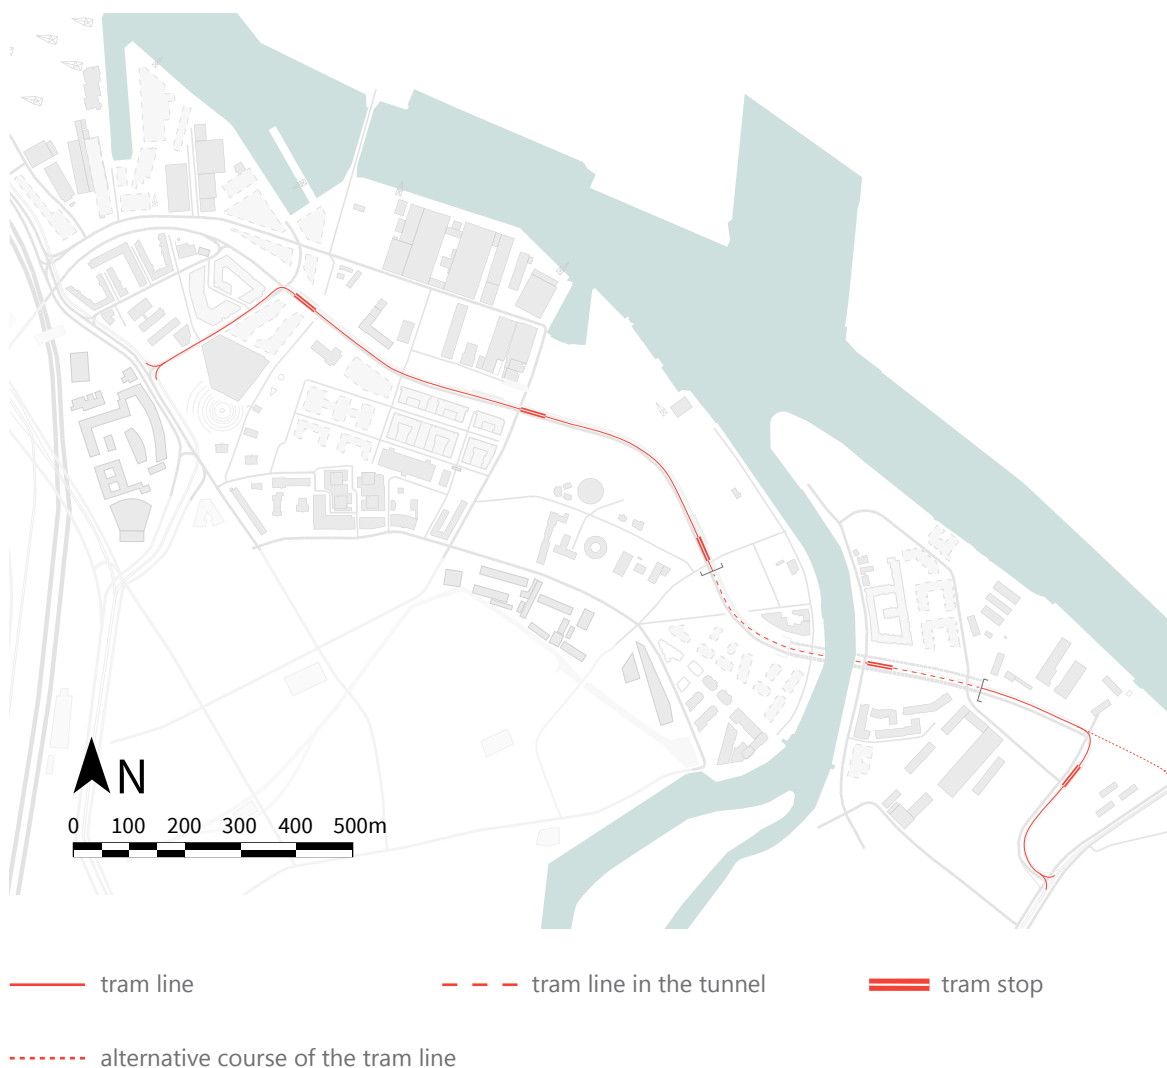 N
0 100 200 300 400 500m
tram line
tram line in the tunnel
tram stop
alternative course of the tram line